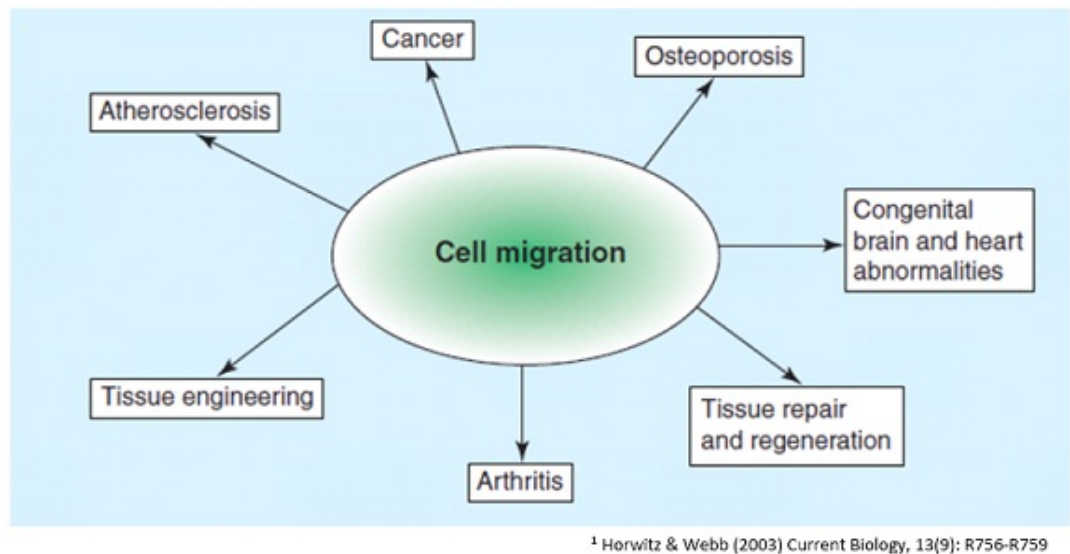 Cancer
Osteoporosis
Atherosclerosis
Congenital
brain and heart
abnormalities
Cell migration
Tissue engineering
Tissue repair
and regeneration
Arthritis
¹ Horwitz & Webb (2003) Current Biology, 13(9): R756-R759